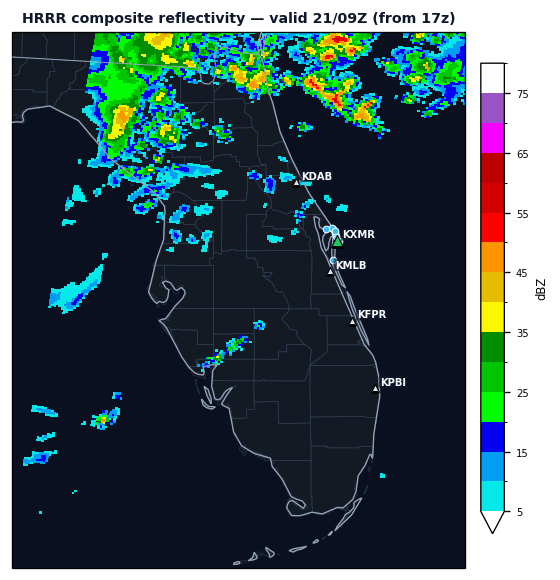 HRRR composite reflectivity — valid 21/09Z (from 17z)
KDAB
KXMR
KMLB
KFPR
KPBI
75
65
55
45
35
25
15
5
dBZ